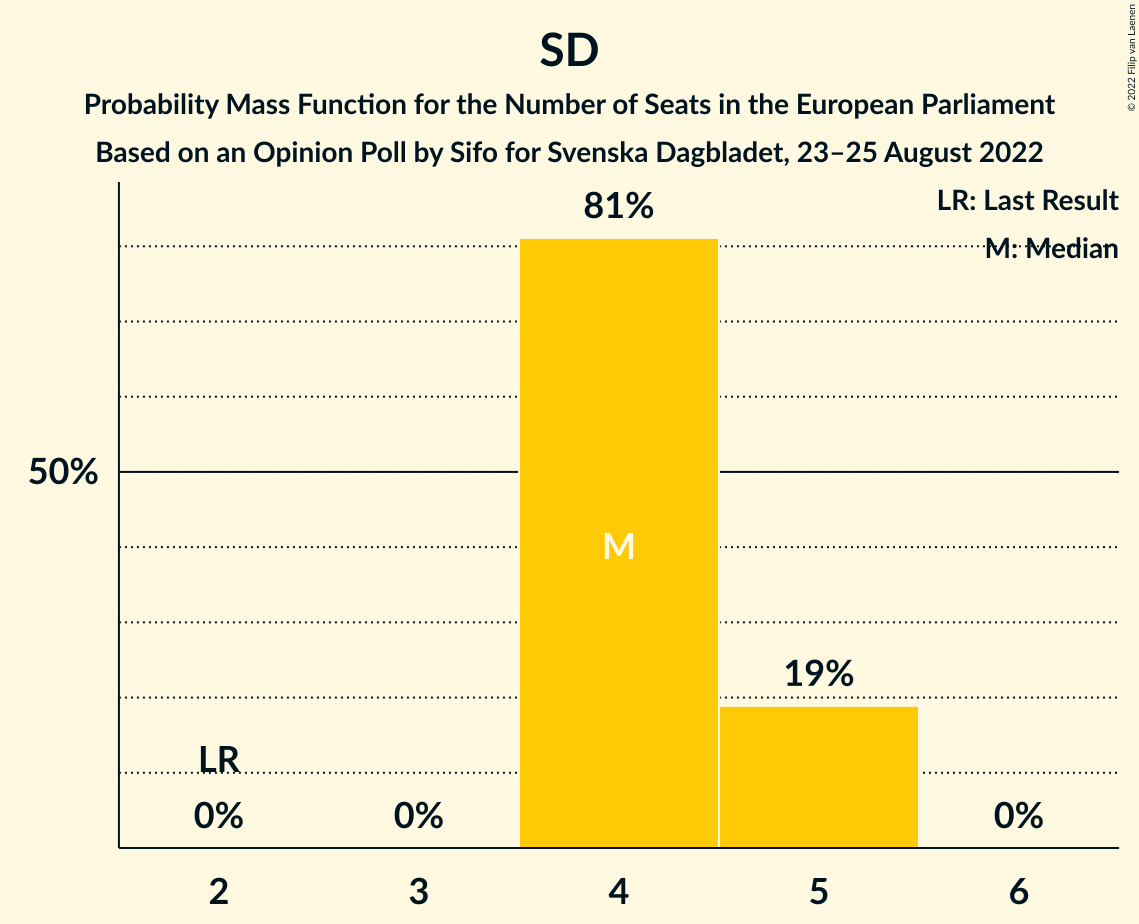 SD
Probability Mass Function for the Number of Seats in the European Parliament
Based on an Opinion Poll by Sifo for Svenska Dagbladet, 23–25 August 2022
© 2022 Filip van Laenen
LR: Last Result
M: Median
81%
50%
M
19%
LR
0%
0%
0%
2
3
4
5
6